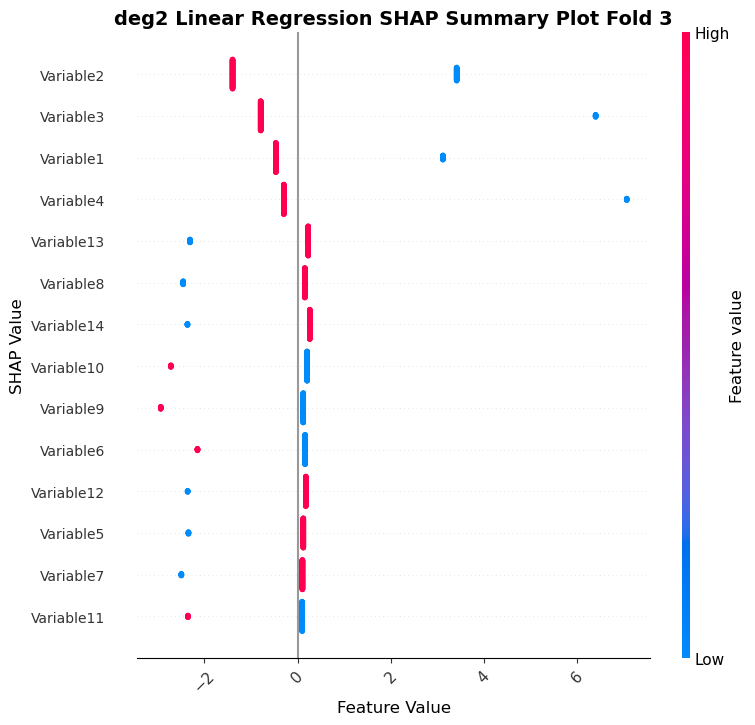 deg2 Linear Regression SHAP Summary Plot Fold 3
High
Variable2
Variable3
Variable1
Variable4
Variable13
Variable8
Variable14
Variable10
Variable9
Variable6
Variable12
Variable5
Variable7
Variable11
SHAP Value
Feature value
Low
−2
0
2
4
6
Feature Value